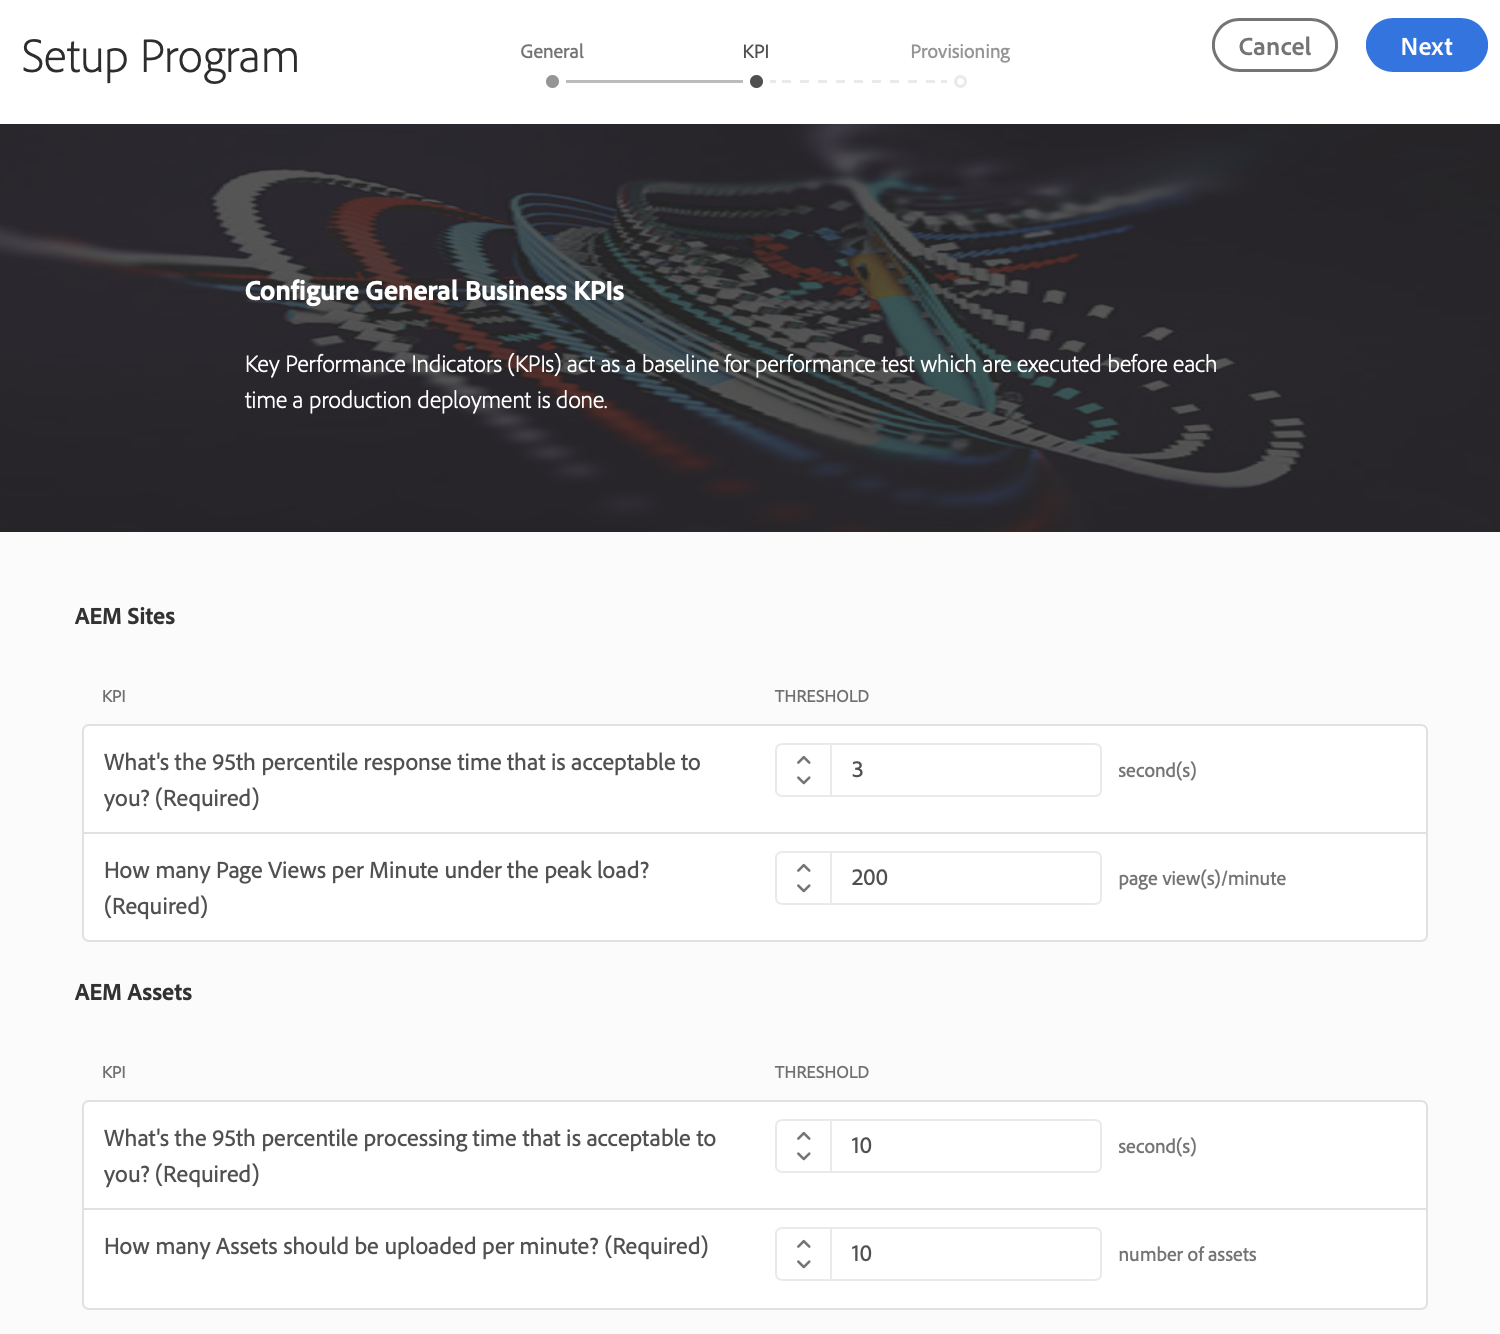 Setup Program
General
KPI
Provisioning
Cancel
Next
Configure General Business KPIs
Key Performance Indicators (KPIs) act as a baseline for performance test which are executed before each
time a production deployment is done.
AEM Sites
KPI
THRESHOLD
What's the 95th percentile response time that is acceptable to
you? (Required)
3
second(s)
How many Page Views per Minute under the peak load?
(Required)
200
page view(s)/minute
AEM Assets
KPI
THRESHOLD
What's the 95th percentile processing time that is acceptable to
you? (Required)
10
second(s)
How many Assets should be uploaded per minute? (Required)
10
number of assets